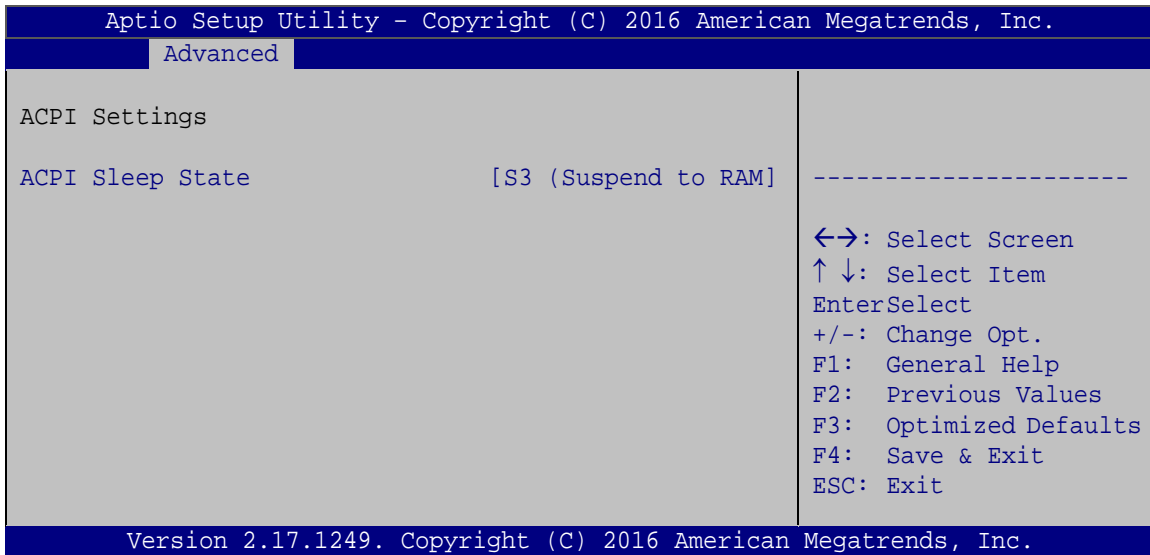 Aptio Setup Utility – Copyright (C) 2016 American Megatrends, Inc.
Advanced
ACPI Settings
ACPI Sleep State [S3 (Suspend to RAM]
----------------------
←→: Select Screen
↑ ↓: Select Item
EnterSelect
+/-: Change Opt.
F1: General Help
F2: Previous Values
F3: Optimized Defaults
F4: Save & Exit
ESC: Exit
Version 2.17.1249. Copyright (C) 2016 American Megatrends, Inc.